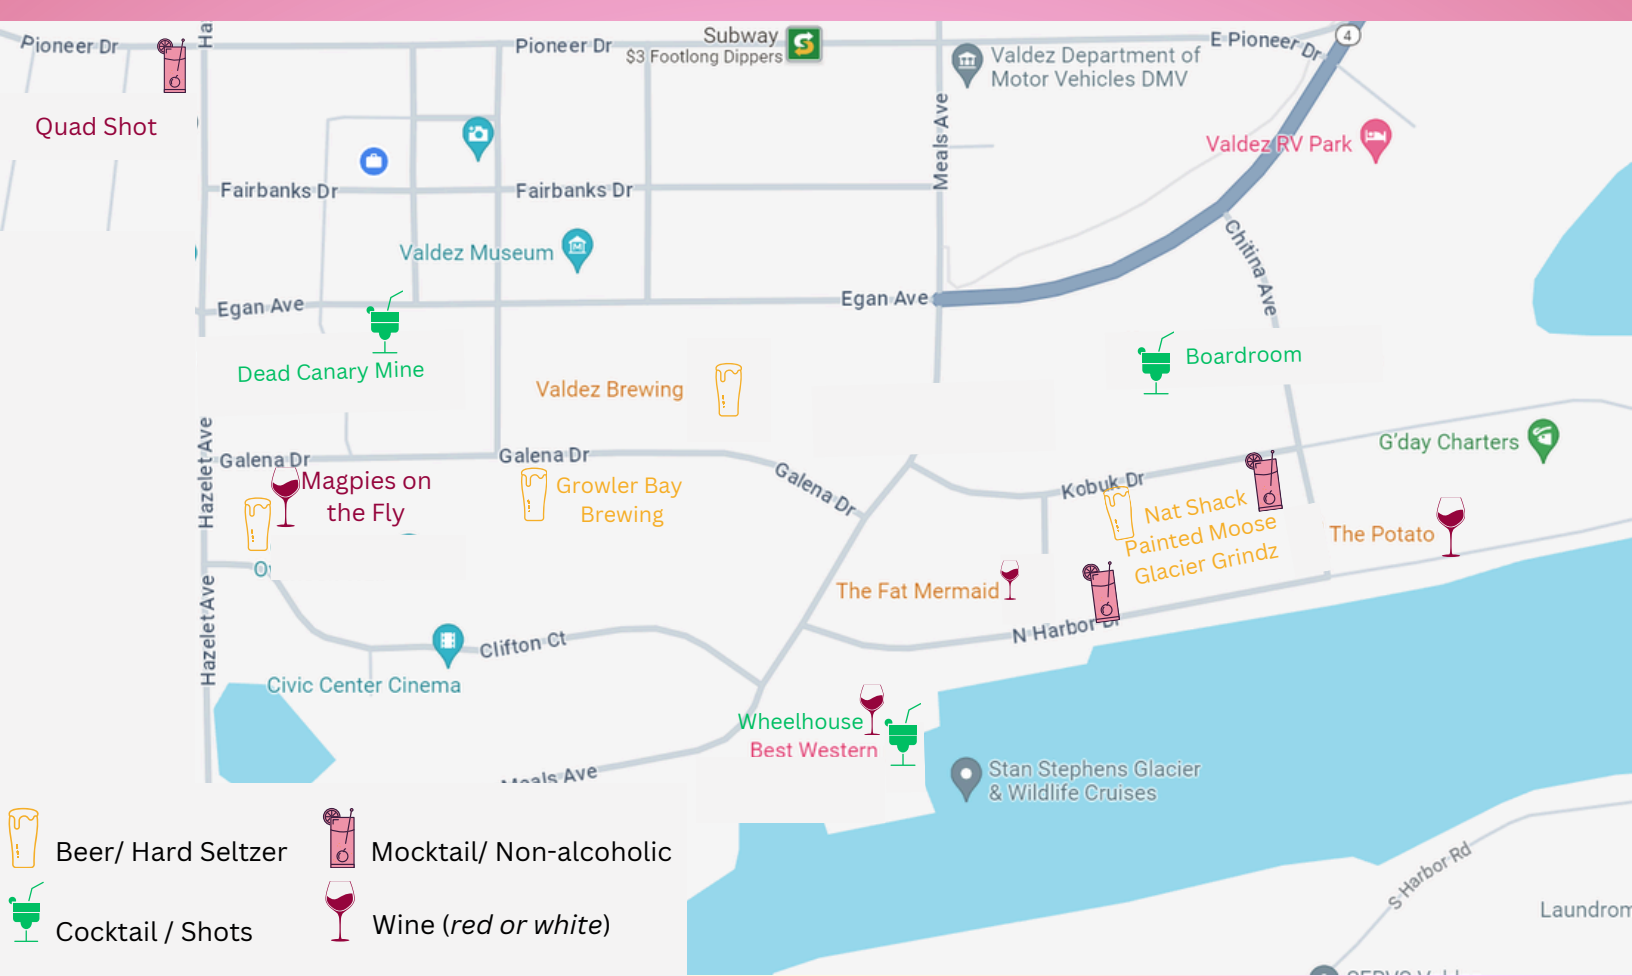 Pioneer Dr
Ha
Pioneer Dr
Subway
$3 Footlong Dippers
E Pioneer Dr
4
Valdez Department of
Motor Vehicles DMV
Quad Shot
Meals Ave
Valdez RV Park
Fairbanks Dr
Fairbanks Dr
Valdez Museum
M
Chitina Ave
Egan Ave
Egan Ave
Dead Canary Mine
Boardroom
Valdez Brewing
Hazelet Ave
Galena Dr
Galena Dr
Galena Dr
G'day Charters
Magpies on
the Fly
Growler Bay
Brewing
Kobuk Dr
Nat Shack
Painted Moose
Glacier Grindz
The Potato
The Fat Mermaid
Hazelet Ave
N Harbor Dr
Clifton Ct
Civic Center Cinema
Wheelhouse
Best Western
Meals Ave
Stan Stephens Glacier
& Wildlife Cruises
S Harbor Rd
Laundrom
Beer/ Hard Seltzer
Mocktail/ Non-alcoholic
Cocktail / Shots
Wine (red or white)